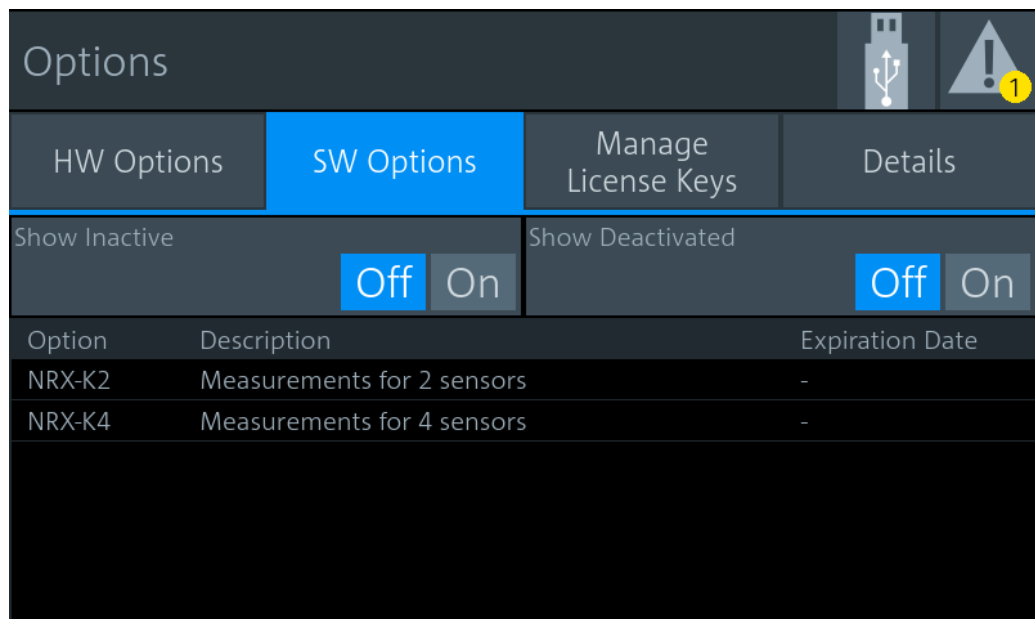 Options
1
HW Options
SW Options
Manage
License Keys
Details
Show Inactive
Off On
Show Deactivated
Off On
Option Description Expiration Date
NRX-K2 Measurements for 2 sensors -
NRX-K4 Measurements for 4 sensors -